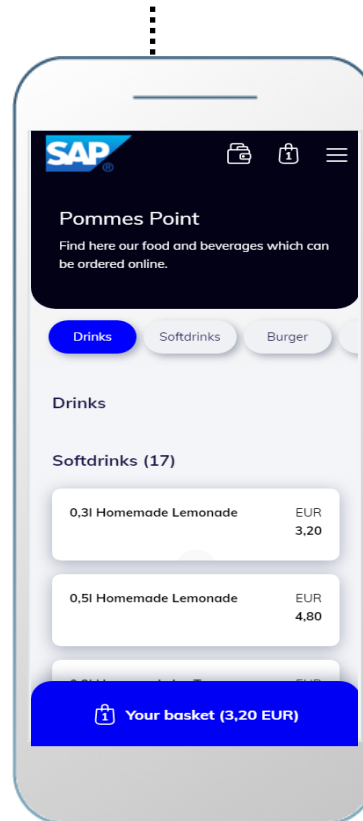 SAP
®
1
Pommes Point
Find here our food and beverages which can
be ordered online.
Drinks
Softdrinks
Burger
Drinks
Softdrinks (17)
0,3l Homemade Lemonade
EUR
3,20
0,5l Homemade Lemonade
EUR
4,80
1
Your basket (3,20 EUR)